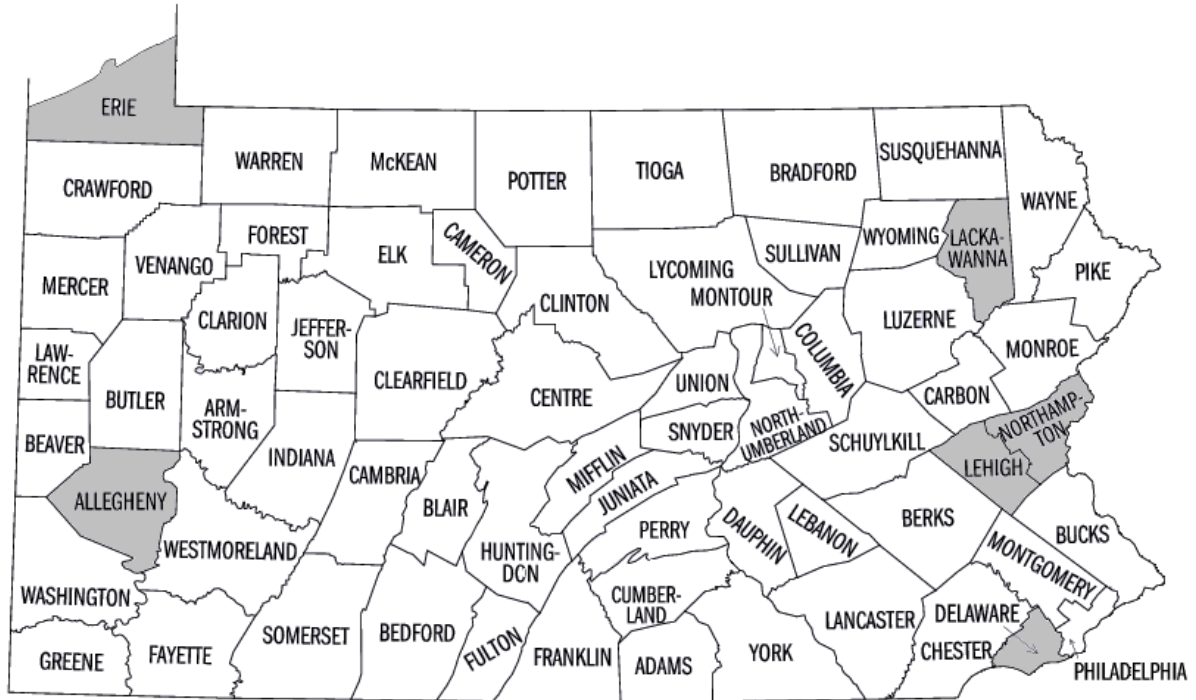 ERIE
WARREN
McKEAN
POTTER
TIOGA
BRADFORD
SUSQUEHANNA
CRAWFORD
WAYNE
FOREST
ELK
CAMERON
WYOMING
LACKA-
WANNA
SULLIVAN
VENANGO
LYCOMING
PIKE
MERCER
MONTOUR
CLINTON
CLARION
JEFFER-
SON
COLUMBIA
LUZERNE
LAW-
RENCE
MONROE
CLEARFIELD
CENTRE
UNION
CARBON
BUTLER
ARM-
STRONG
NORTHAMP-
TON
SNYDER
NORTH-
UMBERLAND
SCHUYLKILL
BEAVER
INDIANA
LEHIGH
MIFFLIN
CAMBRIA
JUNIATA
ALLEGHENY
BLAIR
PERRY
DAUPHIN
LEBANON
BERKS
BUCKS
WESTMORELAND
HUNTING-
DON
MONTGOMERY
WASHINGTON
CUMBER-
LAND
LANCASTER
DELAWARE
SOMERSET
BEDFORD
FULTON
FRANKLIN
ADAMS
YORK
CHESTER
GREENE
FAYETTE
PHILADELPHIA